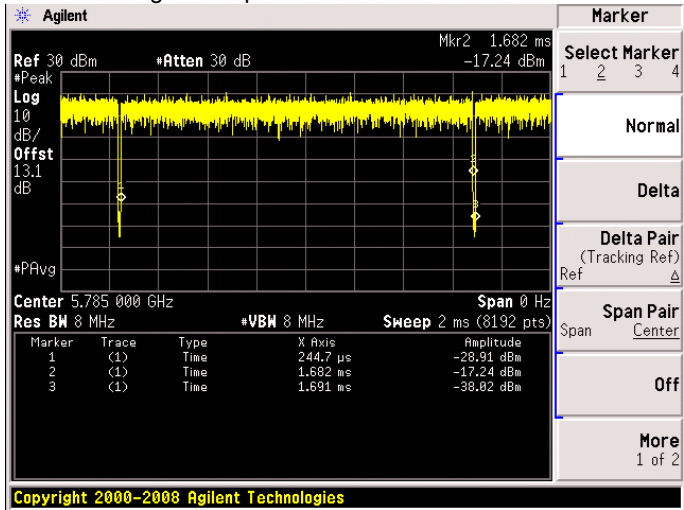 Agilent
Marker
Mkr2 1.682 ms
Ref 30 dBm #Atten 30 dB -17.24 dBm
Select Marker
1 2 3 4
#Peak
Log
10
dB/
Offst
13.1
dB
1
2
3
Normal
Delta
Delta Pair
(Tracking Ref)
Ref Δ
#PAvg
Center 5.785 000 GHz Span 0 Hz
Res BW 8 MHz #VBW 8 MHz Sweep 2 ms (8192 pts)
Span Pair
Span Center
Marker Trace Type X Axis Amplitude
1 (1) Time 244.7 µs -28.91 dBm
2 (1) Time 1.682 ms -17.24 dBm
3 (1) Time 1.691 ms -38.02 dBm
Off
More
1 of 2
Copyright 2000-2008 Agilent Technologies